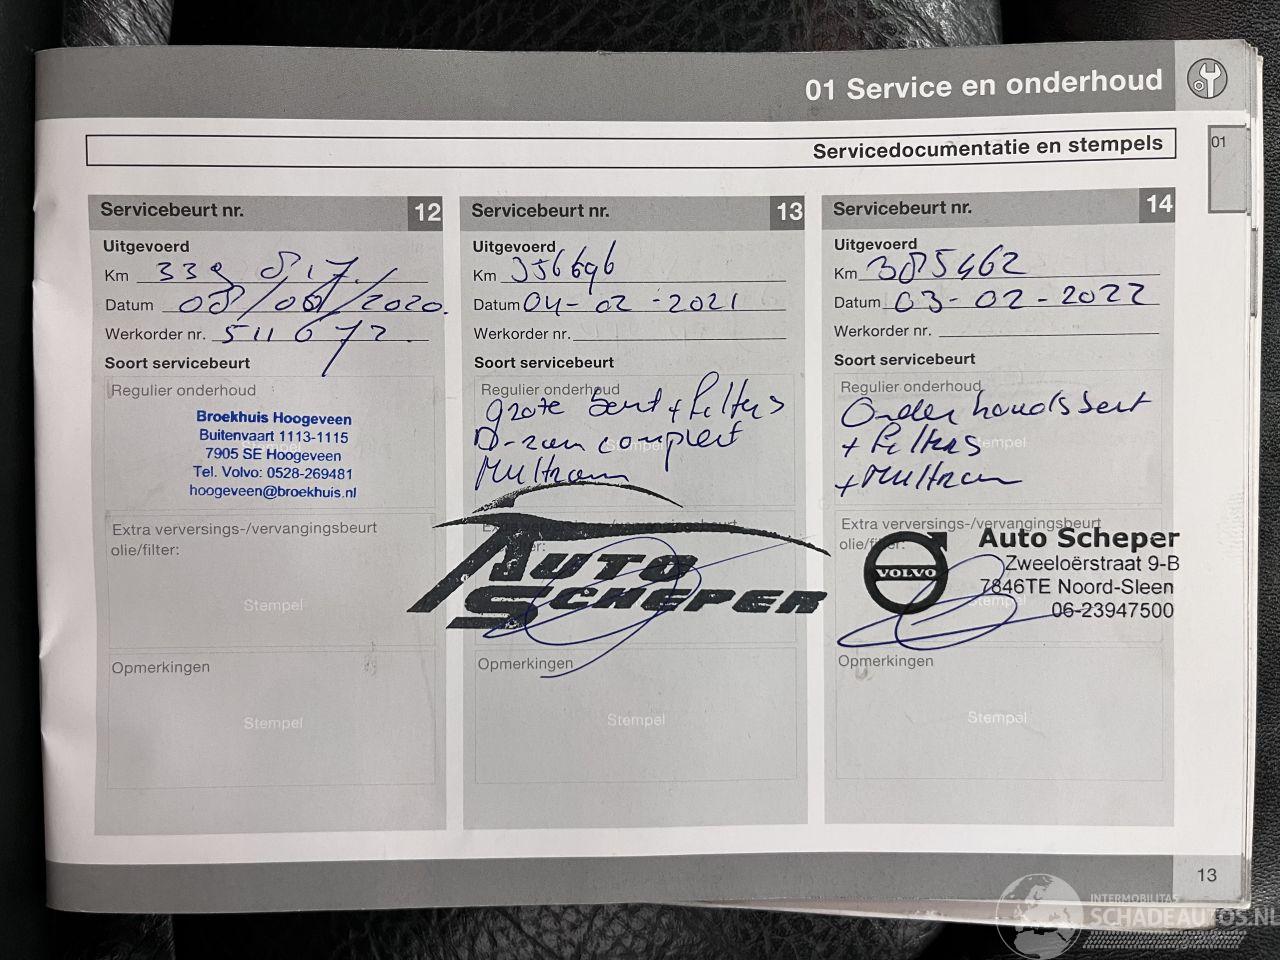 01 Service en onderhoud
Servicedocumentatie en stempels
01
Servicebeurt nr. 12
Uitgevoerd
Km 339 817
Datum 08/06/2020.
Werkorder nr. 511672
Soort servicebeurt
Regulier onderhoud
Broekhuis Hoogeveen
Buitenvaart 1113-1115
7905 SE Hoogeveen
Tel. Volvo: 0528-269481
hoogeveen@broekhuis.nl
Extra verversings-/vervangingsbeurt
olie/filter:
Stempel
Opmerkingen
Stempel
Servicebeurt nr. 13
Uitgevoerd
Km 356696
Datum 04-02-2021
Werkorder nr.
Soort servicebeurt
Regulier onderhoud
grote beurt + filters
D-riem compleet
Multiriem
AUTO
SCHEPER
Opmerkingen
Stempel
Servicebeurt nr. 14
Uitgevoerd
Km 385462
Datum 03-02-2022
Werkorder nr.
Soort servicebeurt
Regulier onderhoud
Onderhoudsbeurt
+ filters
Stempel
+ Multiriem
Extra verversings-/vervangingsbeurt
olie/filter:
VOLVO
Auto Scheper
Zweeloërstraat 9-B
7846TE Noord-Sleen
06-23947500
Opmerkingen
Stempel
13
INTERMOBILITAS
SCHADEAUTOS.NL